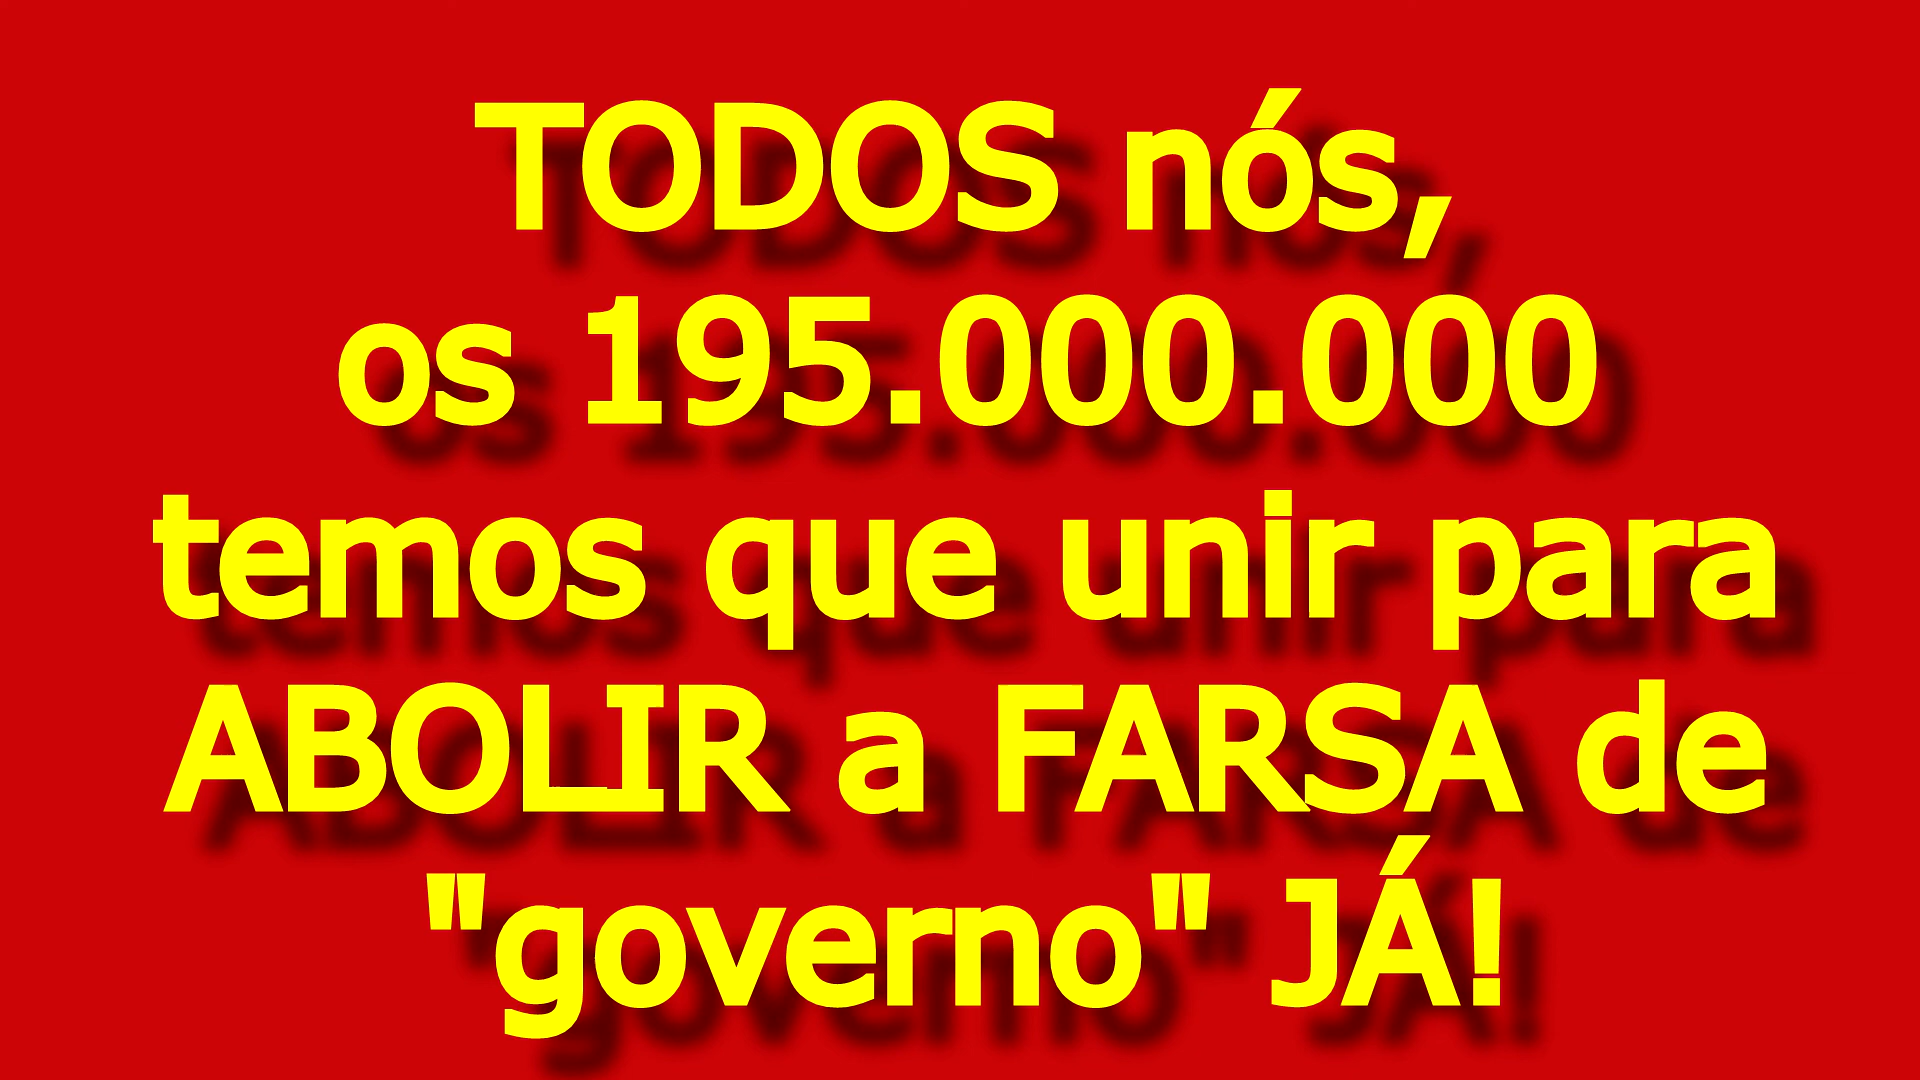 TODOS nós,
os 195.000.000
temos que unir para
ABOLIR a FARSA de
"governo" JÁ!